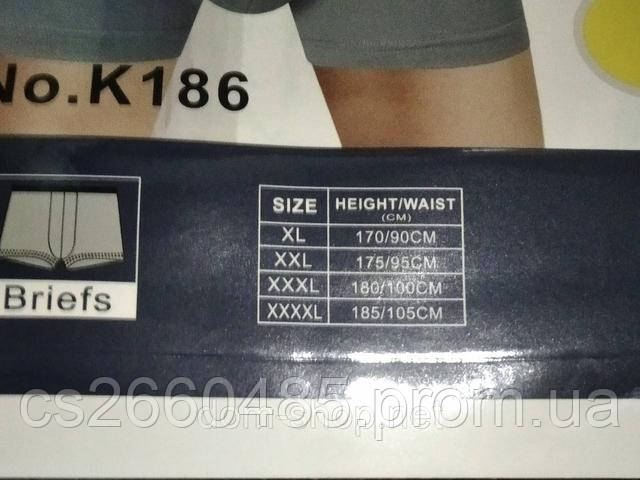 No.K186
SIZE HEIGHT/WAIST
(CM)
XL 170/90CM
XXL 175/95CM
XXXL 180/100CM
XXXXL 185/105CM
Briefs
cs2660485.prom.ua